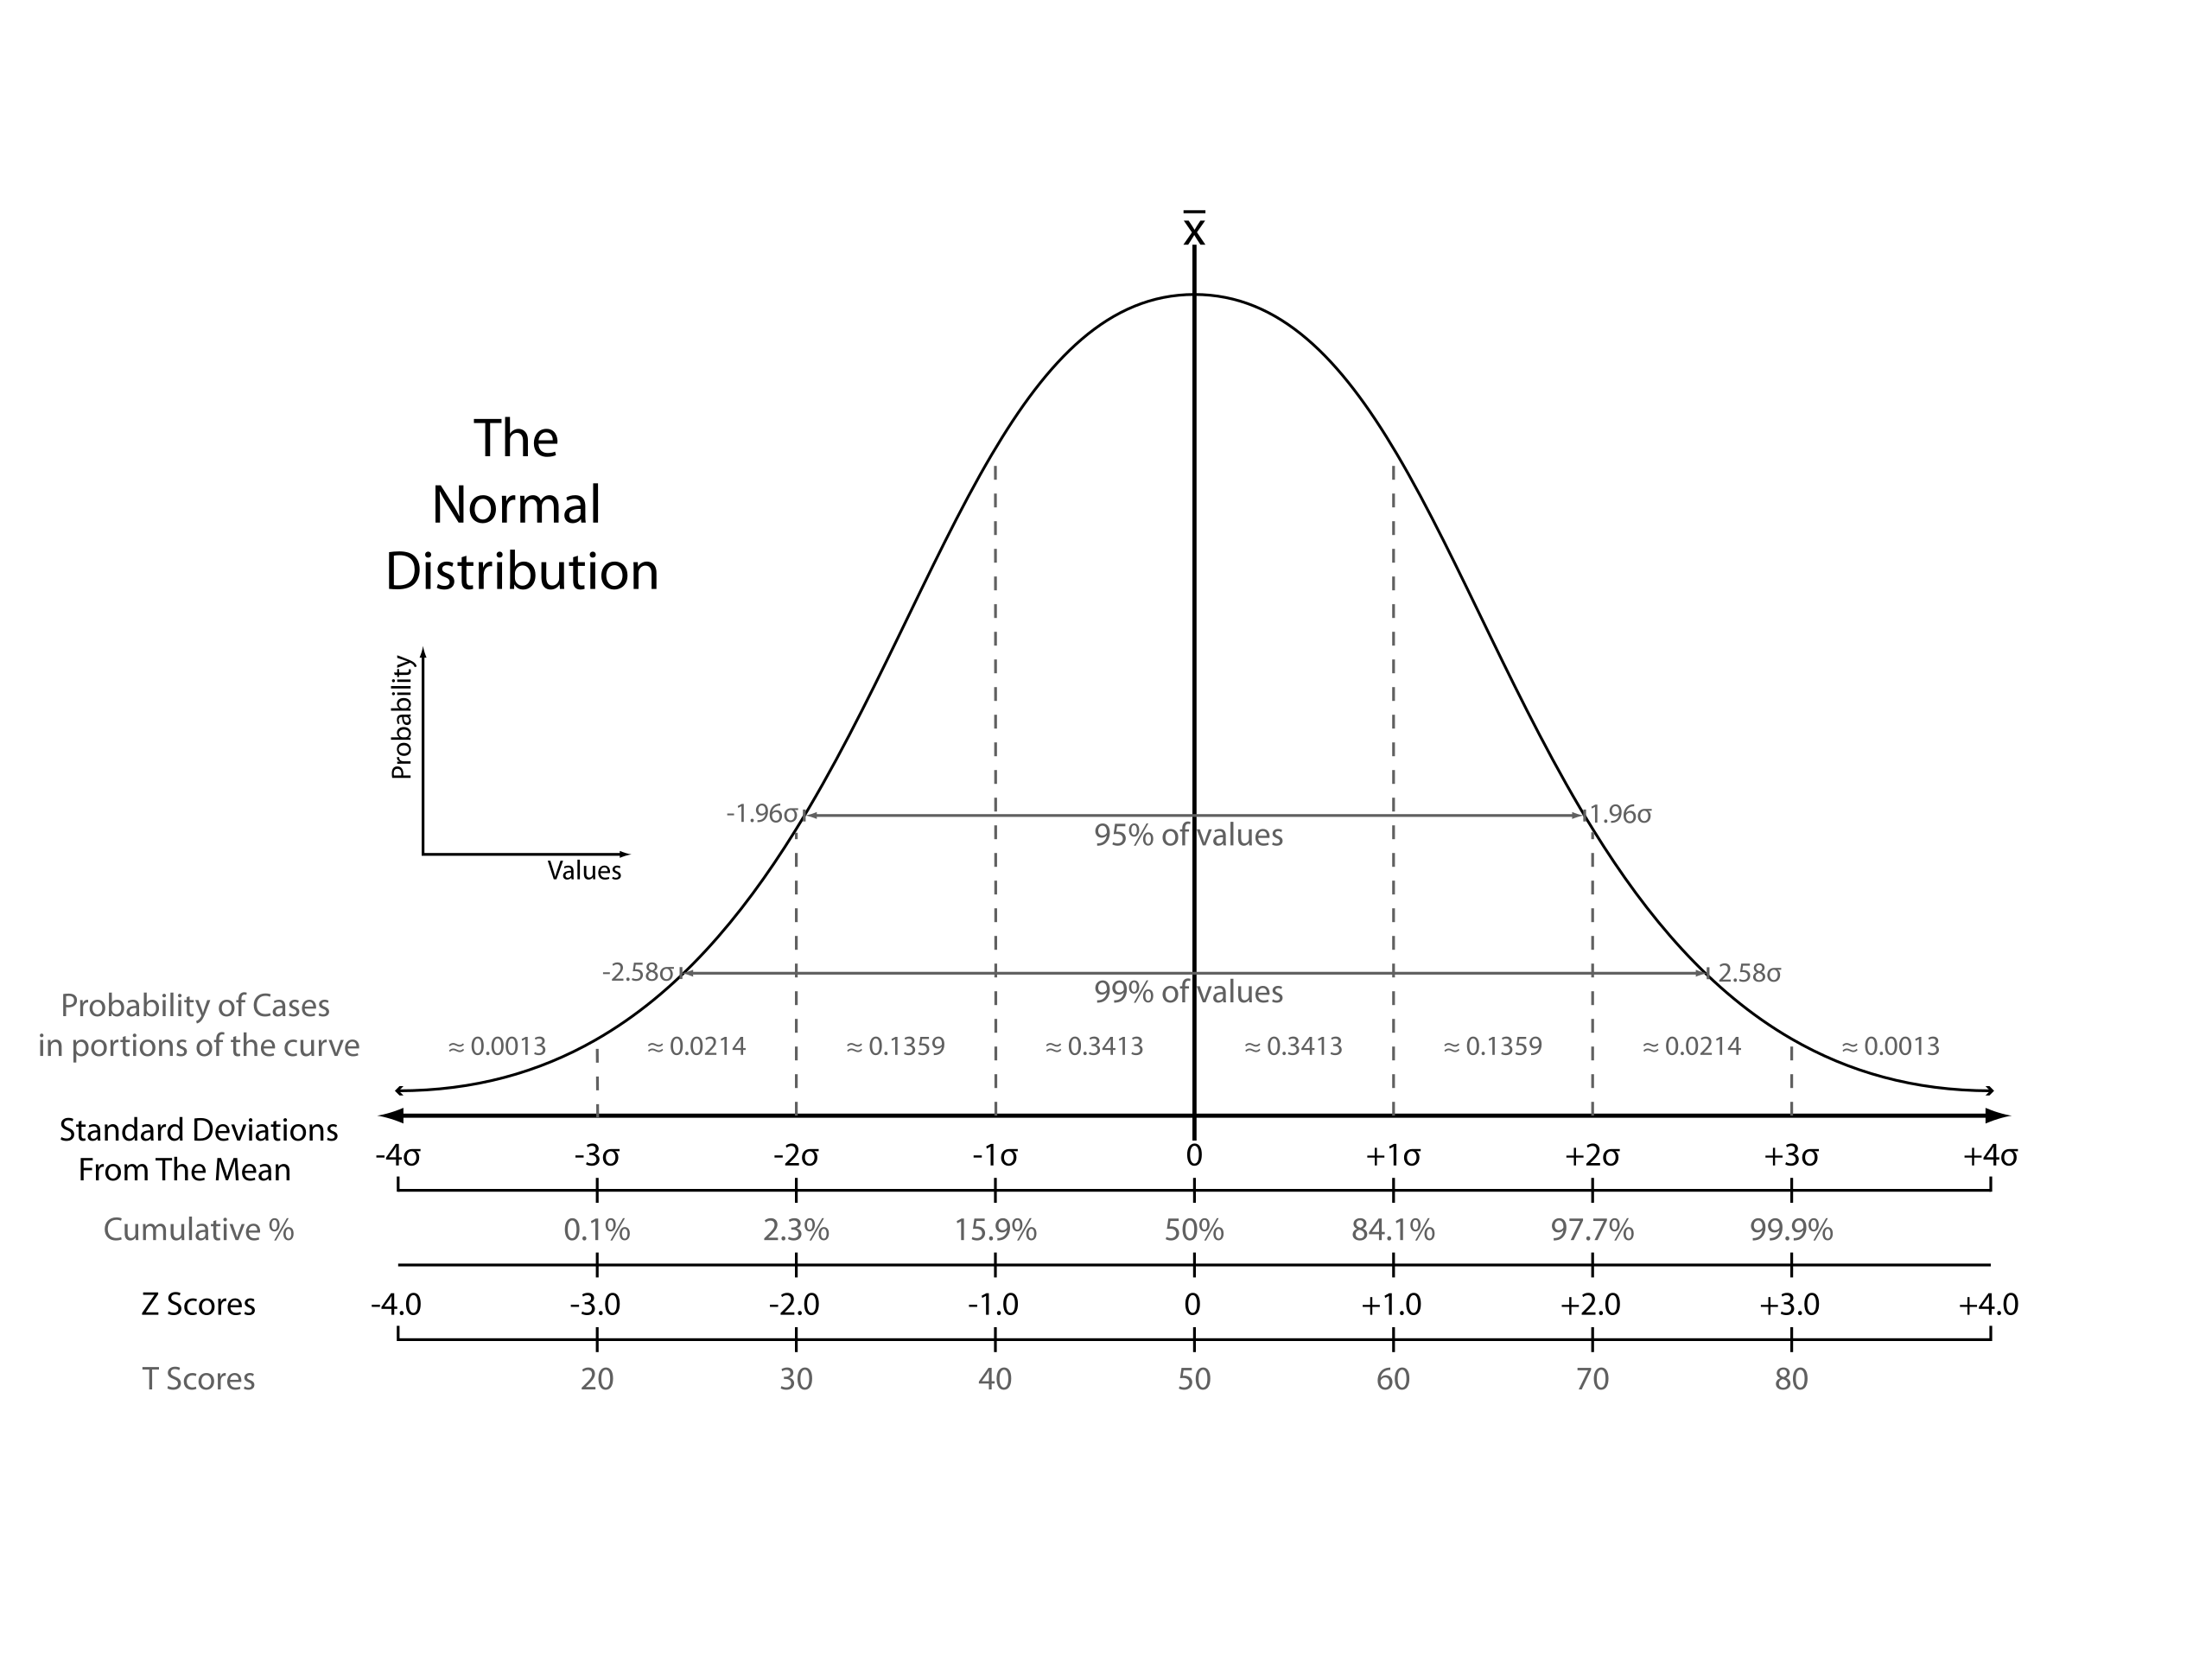 x̄
The
Normal
Distribution
Probability
Values
-1.96σ 1.96σ
95% of values
-2.58σ 2.58σ
99% of values
Probability of Cases
in portions of the curve
≈ 0.0013 ≈ 0.0214 ≈ 0.1359 ≈ 0.3413 ≈ 0.3413 ≈ 0.1359 ≈ 0.0214 ≈ 0.0013
Standard Deviations
From The Mean
-4σ -3σ -2σ -1σ 0 +1σ +2σ +3σ +4σ
Cumulative % 0.1% 2.3% 15.9% 50% 84.1% 97.7% 99.9%
Z Scores -4.0 -3.0 -2.0 -1.0 0 +1.0 +2.0 +3.0 +4.0
T Scores 20 30 40 50 60 70 80